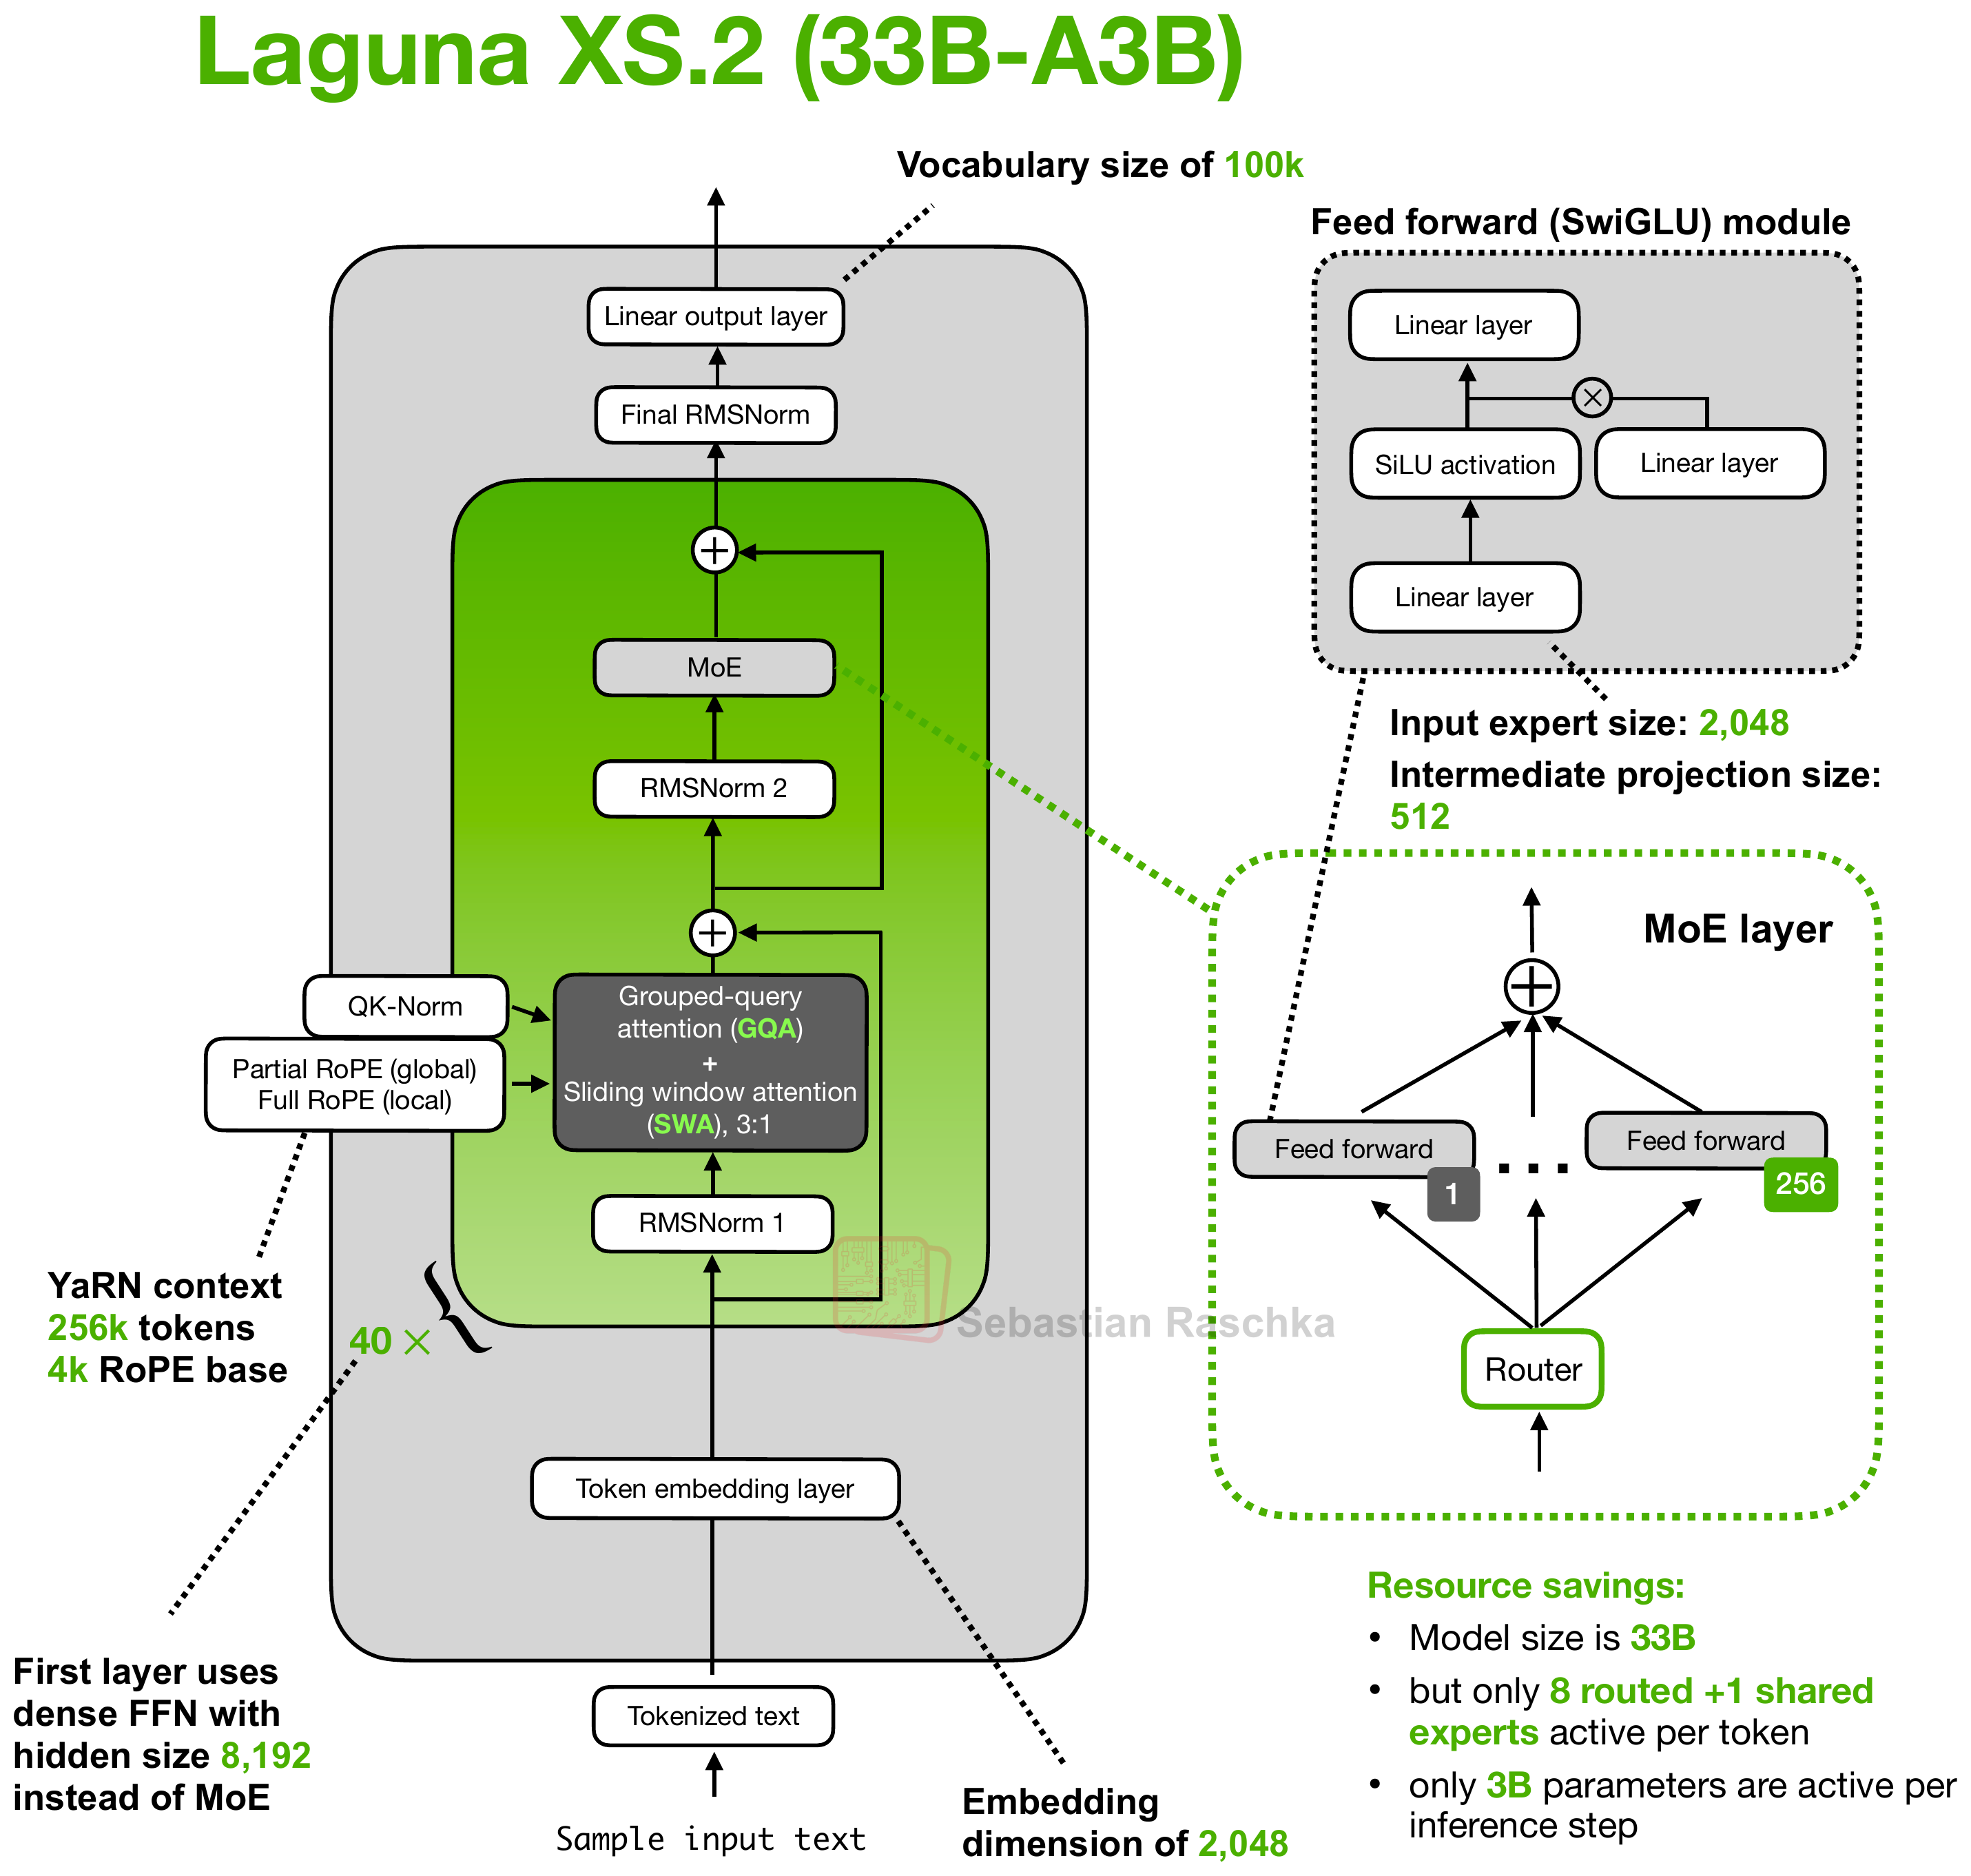 Laguna XS.2 (33B-A3B)
Vocabulary size of 100k
Linear output layer
Final RMSNorm
MoE
RMSNorm 2
QK-Norm
Partial RoPE (global)
Full RoPE (local)
Grouped-query
attention (GQA)
+
Sliding window attention
(SWA), 3:1
RMSNorm 1
YaRN context
256k tokens
4k RoPE base
40 ×
Sebastian Raschka
Token embedding layer
First layer uses
dense FFN with
hidden size 8,192
instead of MoE
Tokenized text
Sample input text
Embedding
dimension of 2,048
Feed forward (SwiGLU) module
Linear layer
SiLU activation
Linear layer
Linear layer
Input expert size: 2,048
Intermediate projection size:
512
MoE layer
Feed forward
1
Feed forward
256
Router
Resource savings:
• Model size is 33B
• but only 8 routed +1 shared
experts active per token
• only 3B parameters are active per
inference step